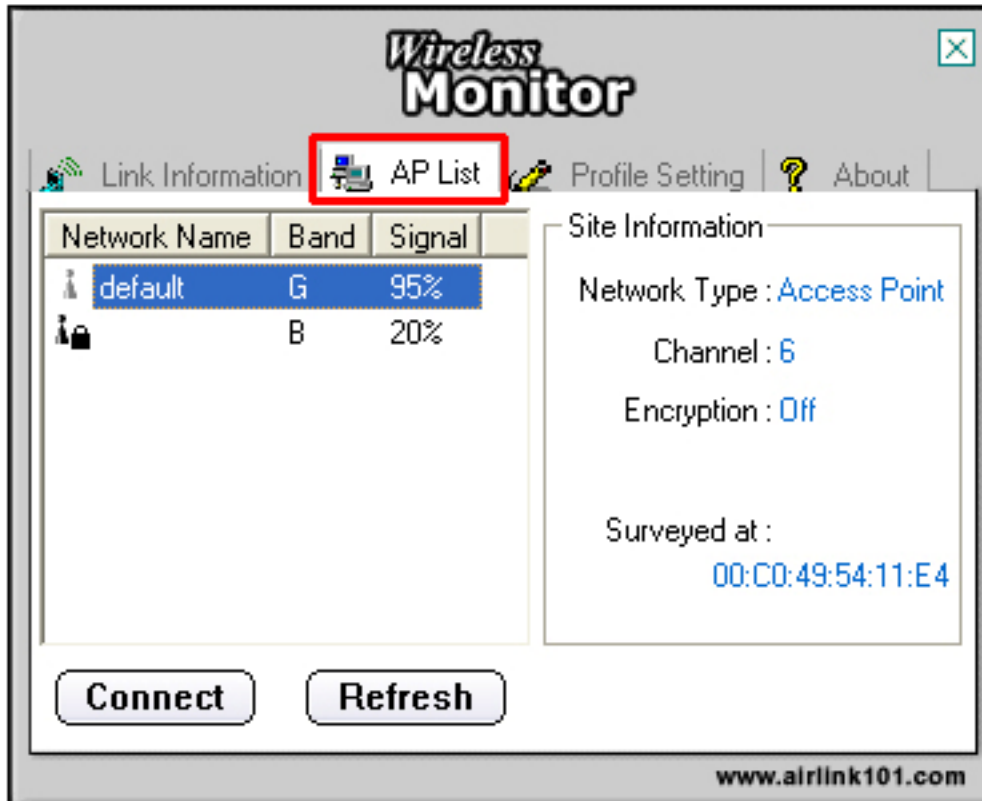 Wireless
Monitor
Link Information AP List Profile Setting ? About
Network Name Band Signal
default G 95%
B 20%
Site Information
Network Type : Access Point
Channel : 6
Encryption : Off
Surveyed at :
00:C0:49:54:11:E4
Connect Refresh
www.airlink101.com